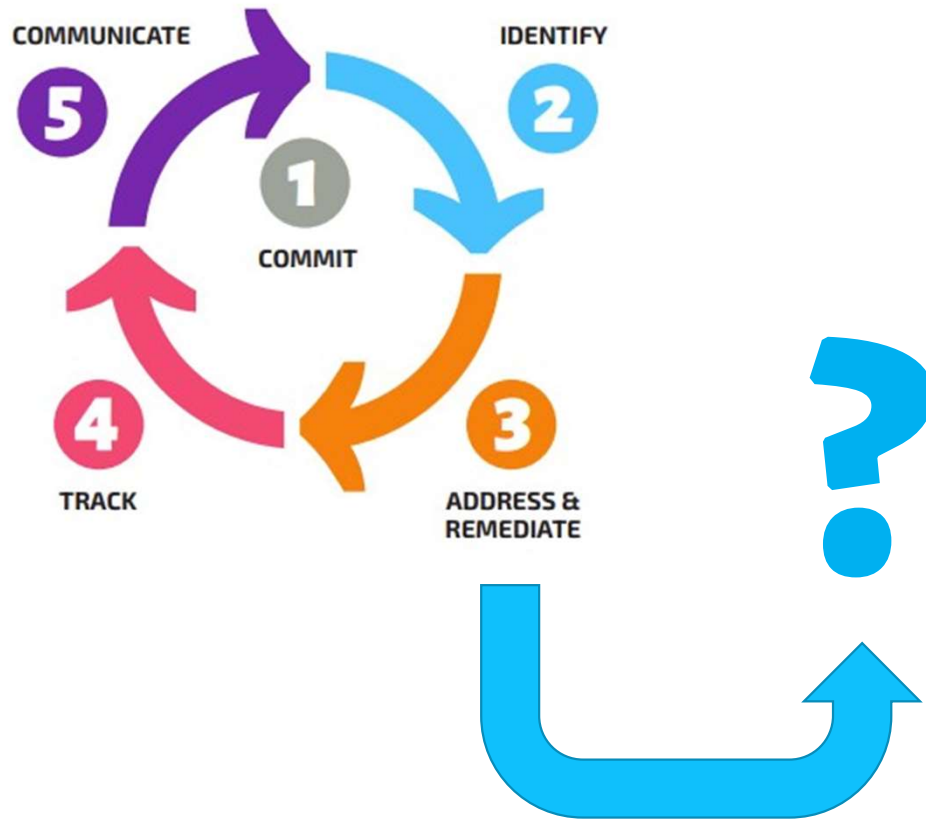 COMMUNICATE
5
IDENTIFY
2
1
COMMIT
4
TRACK
3
ADDRESS &
REMEDIATE
?